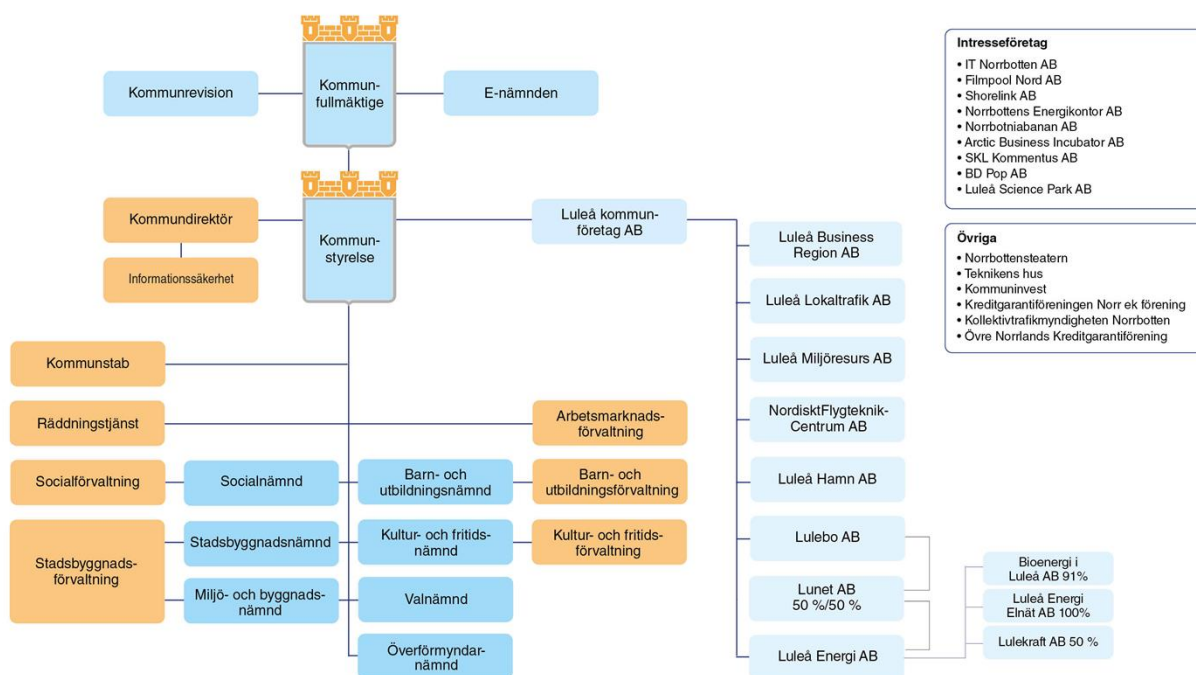 Kommunrevision
Kommun-
fullmäktige
E-nämnden
Kommundirektör
Informationssäkerhet
Kommun-
styrelse
Luleå kommun-
företag AB
Kommunstab
Räddningstjänst
Arbetsmarknads-
förvaltning
Socialförvaltning
Socialnämnd
Barn- och
utbildningsnämnd
Barn- och
utbildningsförvaltning
Stadsbyggnads-
förvaltning
Stadsbyggnadsnämnd
Kultur- och fritids-
nämnd
Kultur- och fritids-
förvaltning
Miljö- och byggnads-
nämnd
Valnämnd
Överförmyndar-
nämnd
Luleå Business
Region AB
Luleå Lokaltrafik AB
Luleå Miljöresurs AB
NordisktFlygteknik-
Centrum AB
Luleå Hamn AB
Lulebo AB
Lunet AB
50 %/50 %
Luleå Energi AB
Bioenergi i
Luleå AB 91%
Luleå Energi
Elnät AB 100%
Lulekraft AB 50 %
Intresseföretag
• IT Norrbotten AB
• Filmpool Nord AB
• Shorelink AB
• Norrbottens Energikontor AB
• Norrbotniabanan AB
• Arctic Business Incubator AB
• SKL Kommentus AB
• BD Pop AB
• Luleå Science Park AB
Övriga
• Norrbottensteatern
• Teknikens hus
• Kommuninvest
• Kreditgarantiföreningen Norr ek förening
• Kollektivtrafikmyndigheten Norrbotten
• Övre Norrlands Kreditgarantiförening